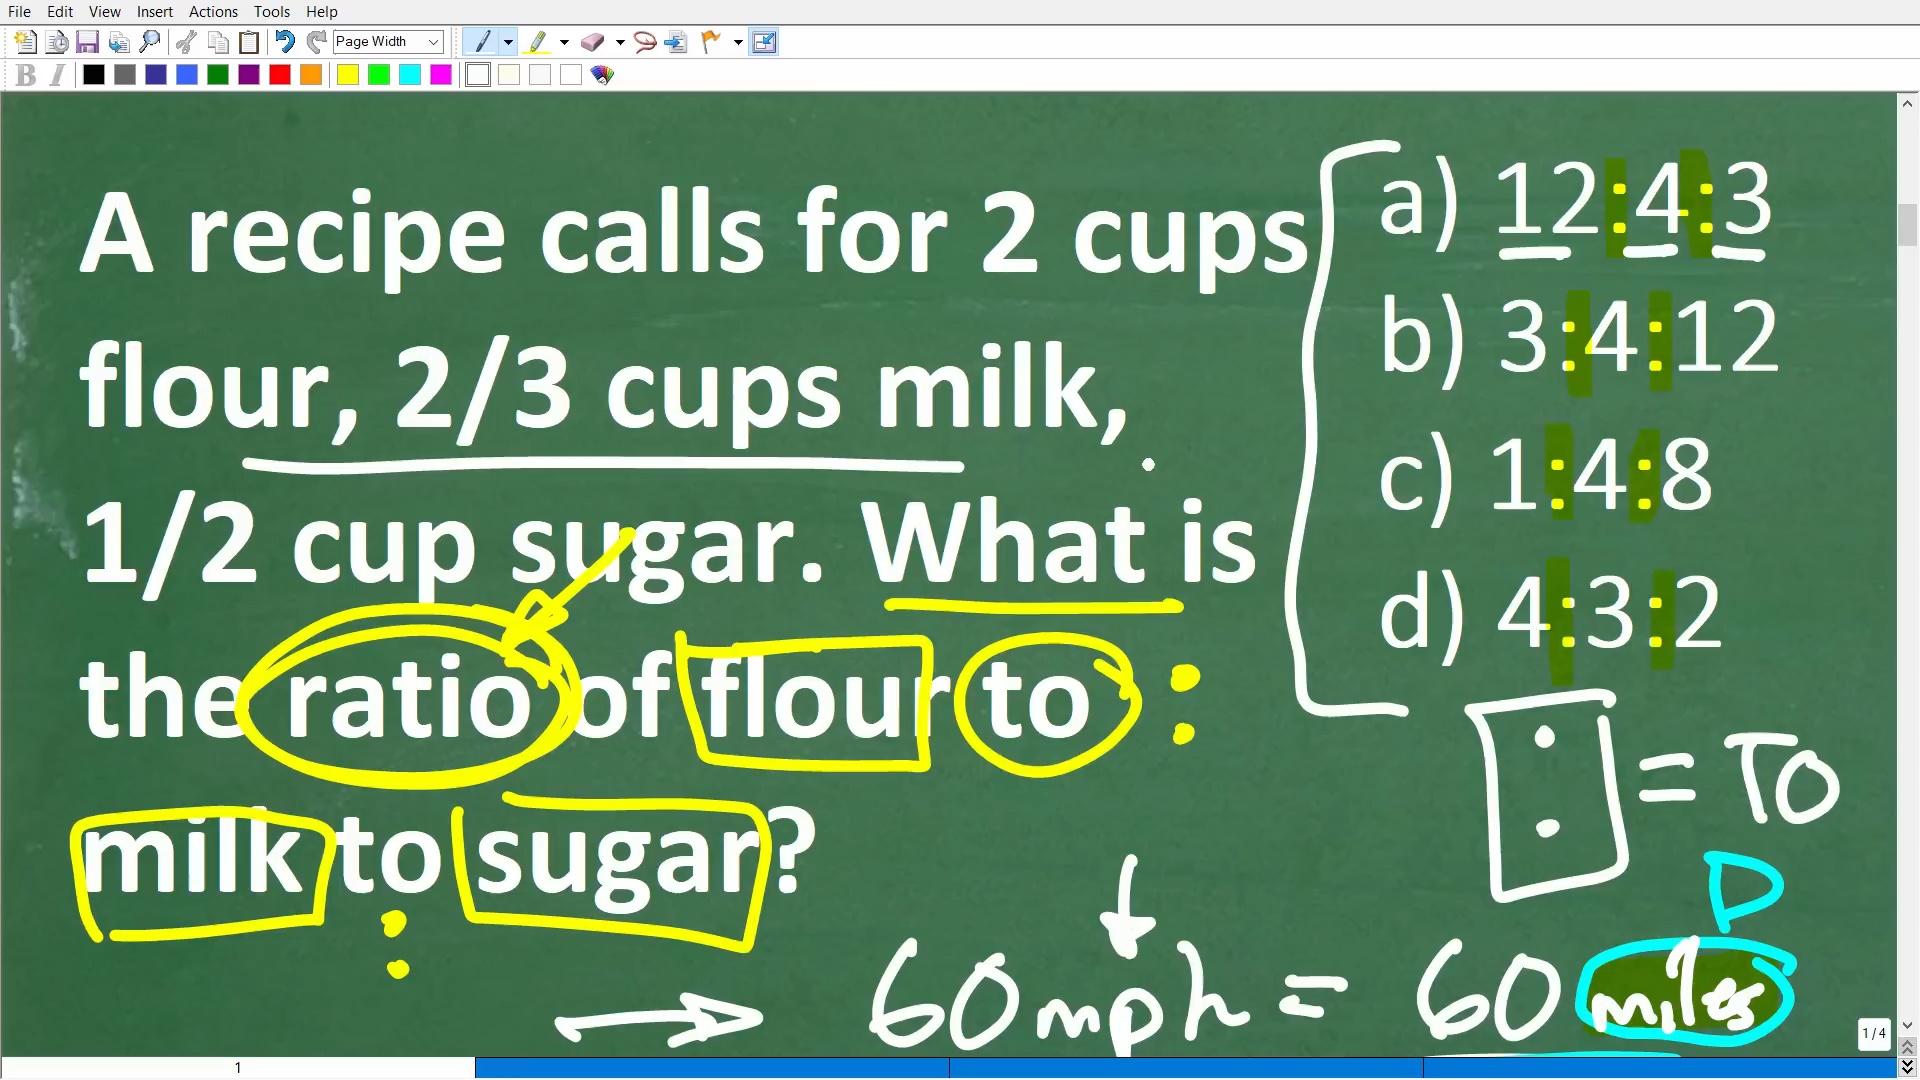 File Edit View Insert Actions Tools Help
Page Width
B I
A recipe calls for 2 cups
flour, 2/3 cups milk,
1/2 cup sugar. What is
the ratio of flour to :
milk to sugar?
:
a) 12:4:3
b) 3:4:12
c) 1:4:8
d) 4:3:2
: = TO
D
60 mph = 60 miles
1 / 4
1